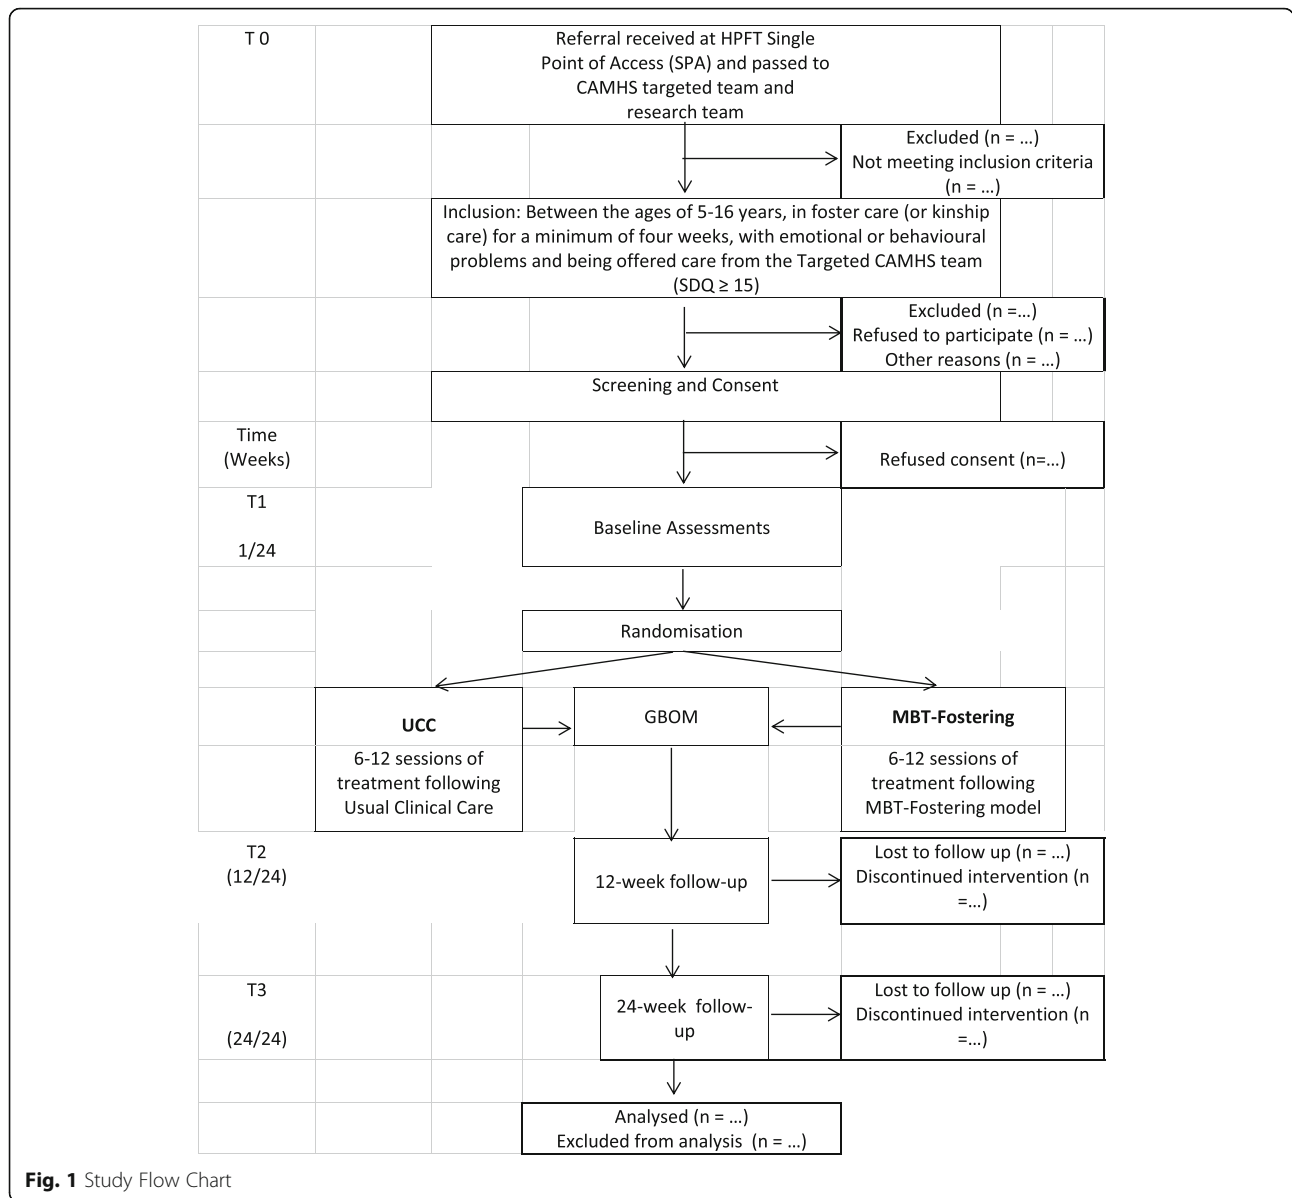 T 0
Referral received at HPFT Single
Point of Access (SPA) and passed to
CAMHS targeted team and
research team
Excluded (n = ...)
Not meeting inclusion criteria
(n = ...)
Inclusion: Between the ages of 5-16 years, in foster care (or kinship
care) for a minimum of four weeks, with emotional or behavioural
problems and being offered care from the Targeted CAMHS team
(SDQ ≥ 15)
Excluded (n =...)
Refused to participate (n = ...)
Other reasons (n = ...)
Screening and Consent
Time
(Weeks)
Refused consent (n=...)
T1
1/24
Baseline Assessments
Randomisation
UCC
6-12 sessions of
treatment following
Usual Clinical Care
GBOM
MBT-Fostering
6-12 sessions of
treatment following
MBT-Fostering model
T2
(12/24)
12-week follow-up
Lost to follow up (n = ...)
Discontinued intervention (n
=...)
T3
(24/24)
24-week follow-
up
Lost to follow up (n = ...)
Discontinued intervention (n
=...)
Analysed (n = ...)
Excluded from analysis (n = ...)
Fig. 1 Study Flow Chart